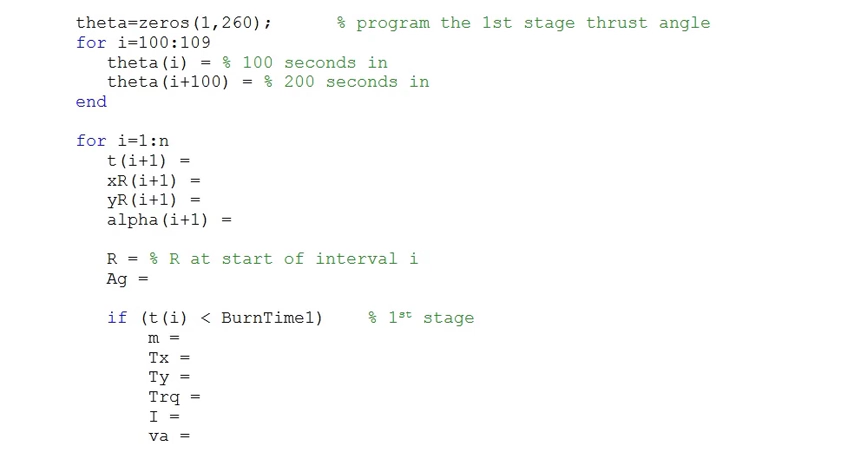 theta=zeros(1,260);      % program the 1st stage thrust angle
for i=100:109
   theta(i) = % 100 seconds in
   theta(i+100) = % 200 seconds in
end
for i=1:n
   t(i+1) =
   xR(i+1) =
   yR(i+1) =
   alpha(i+1) =
   R = % R at start of interval i
   Ag =
   if (t(i) < BurnTime1)    % 1st stage
       m =
       Tx =
       Ty =
       Trq =
       I =
       va =